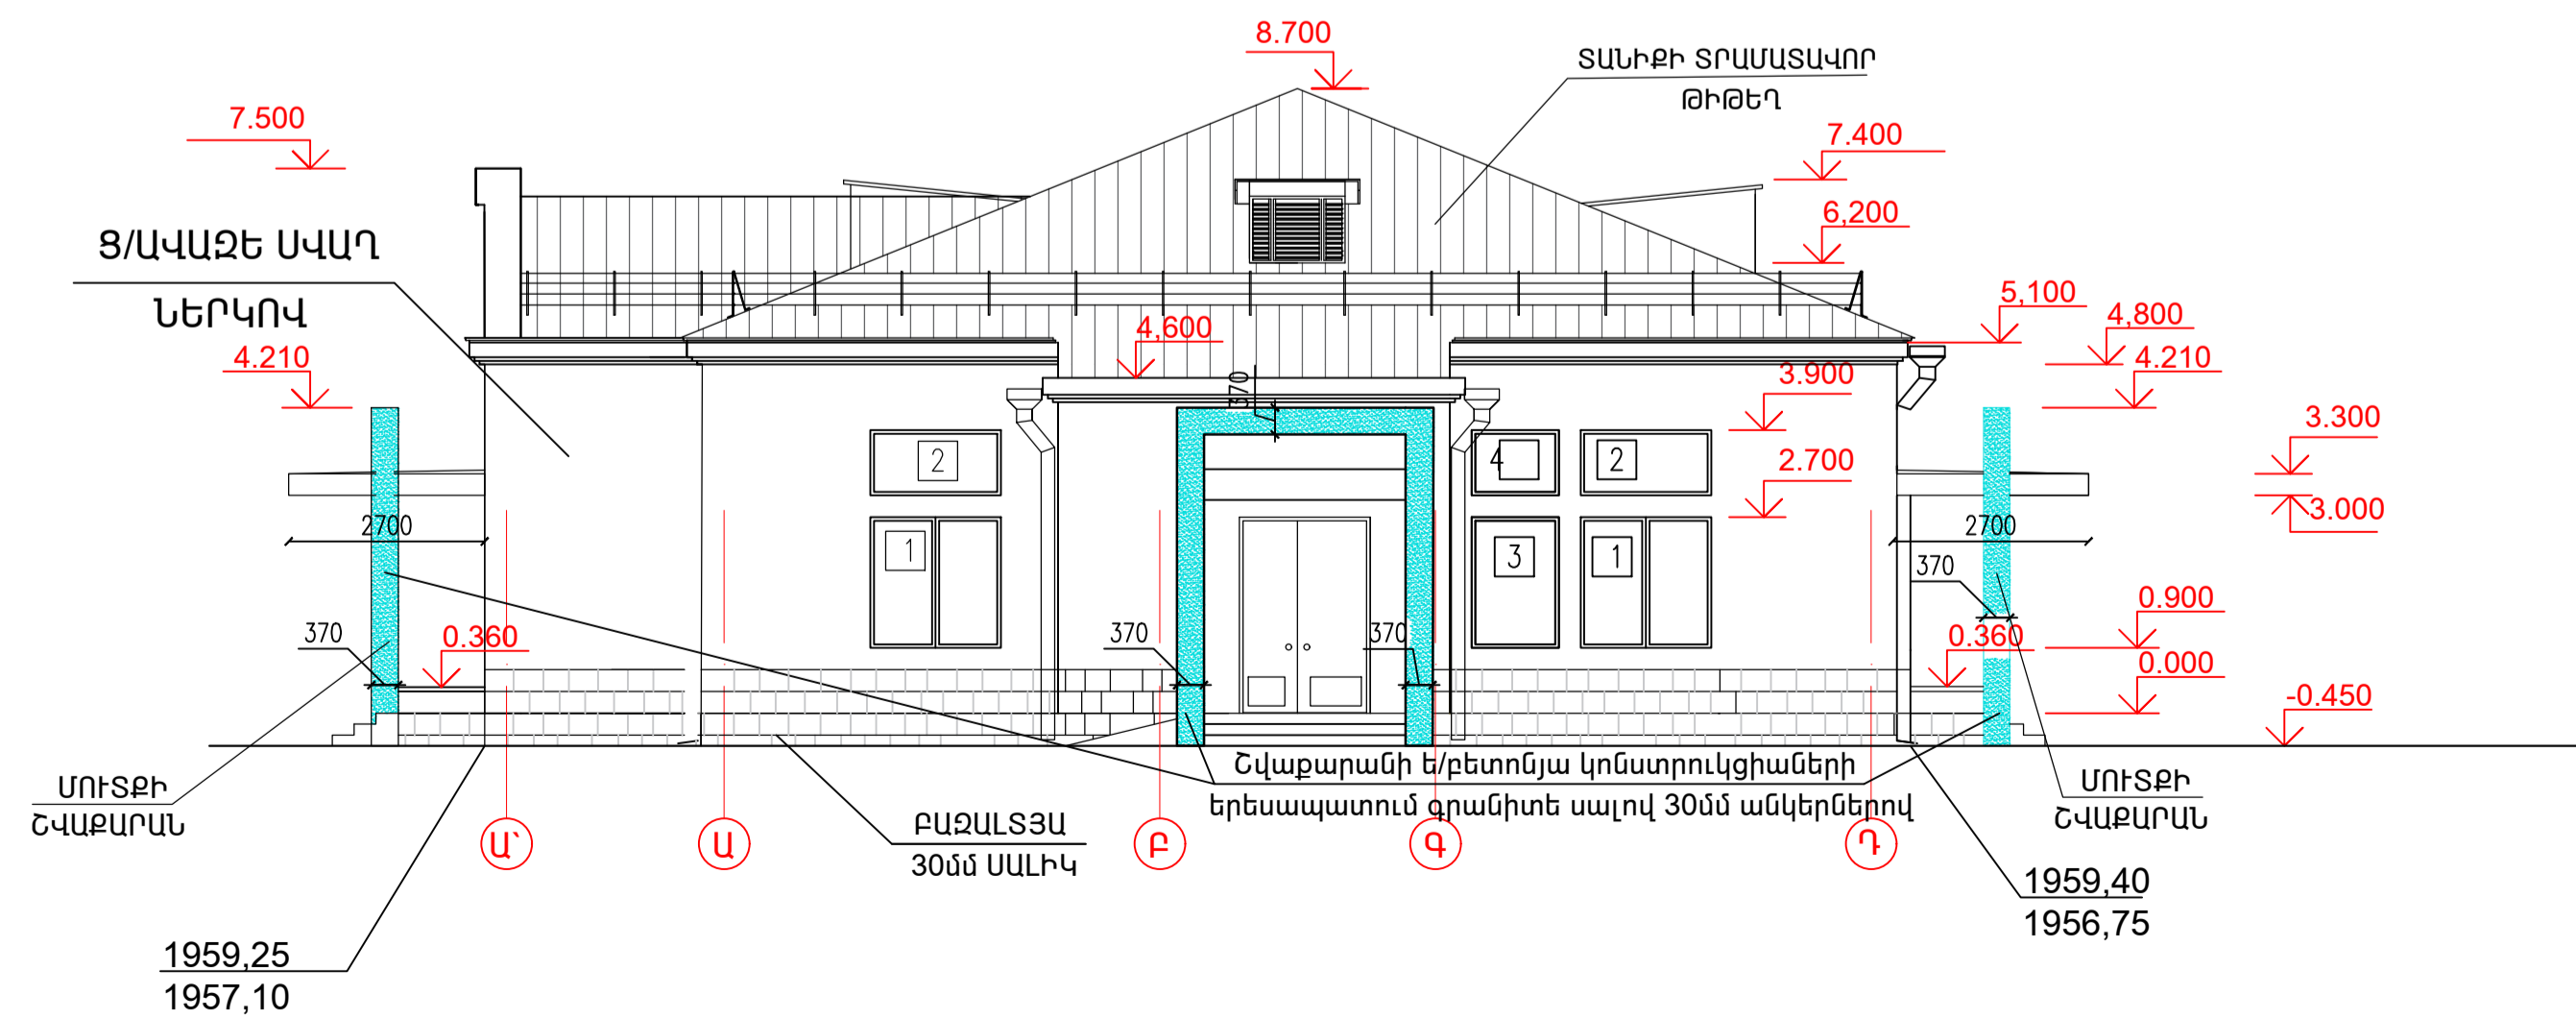 8.700
ՏԱՆԻՔԻ ՏՐԱՄԱՏԱՎՈՐ
ԹԻԹԵՂ
7.500
7.400
6,200
Ց/ԱՎԱԶԵ ՍՎԱՂ
ՆԵՐԿՈՎ
5,100
4,800
4,600
4.210
4.210
370
3.900
3.300
2
4
2
2.700
3.000
2700
2700
1
3
1
370
0.900
370
0.360
370
370
0.360
0.000
-0.450
ՄՈՒՏՔԻ
ՇՎԱՔԱՐԱՆ
Շվաքարանի ե/բետոնյա կոնստրուկցիաների
երեսապատում գրանիտե սալով 30մմ անկերներով
ՄՈՒՏՔԻ
ՇՎԱՔԱՐԱՆ
ԲԱԶԱԼՏՅԱ
30մմ ՍԱԼԻԿ
Ա՝
Ա
Բ
Գ
Դ
1959,40
1956,75
1959,25
1957,10